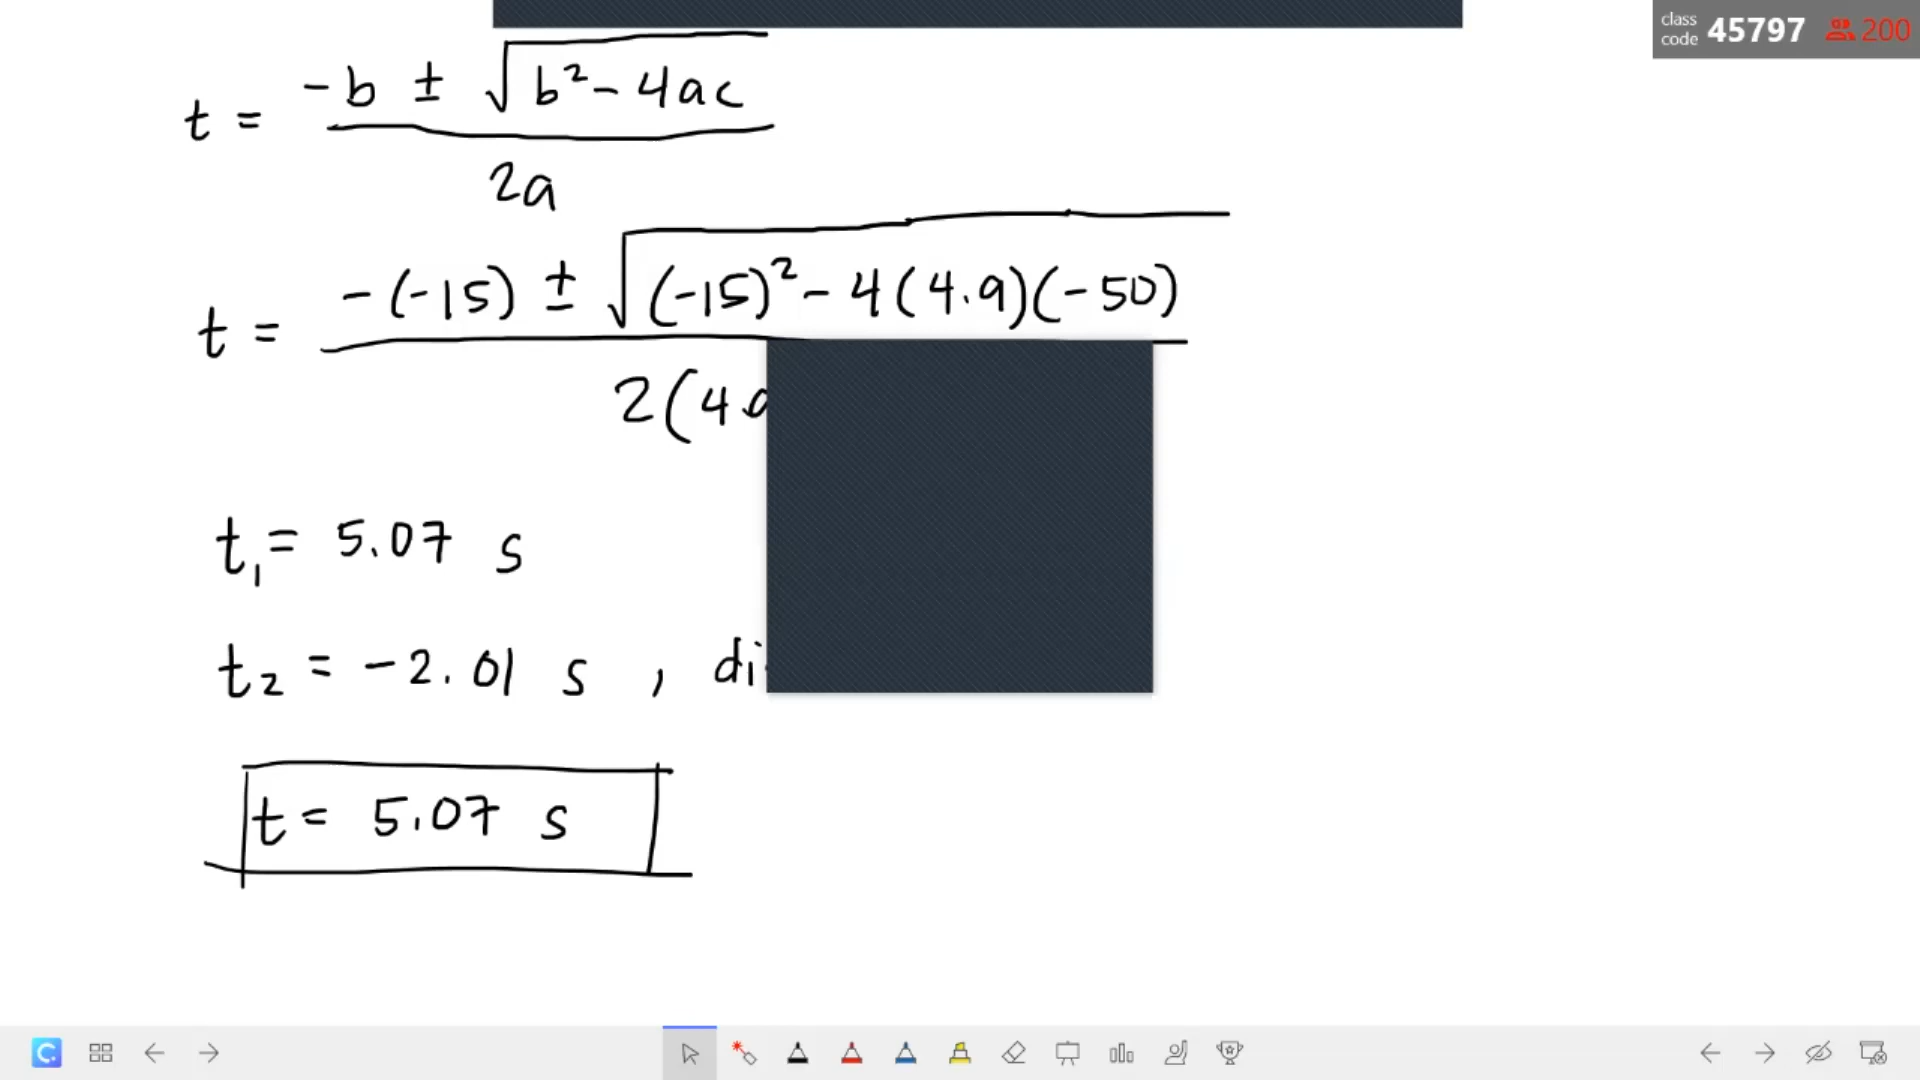 class code 45797 200
t = -b ± √b² - 4ac / 2a
t = -(-15) ± √(-15)² - 4(4.9)(-50) / 2(4.
t₁ = 5.07 s
t₂ = -2.01 s ,
t = 5.07 s